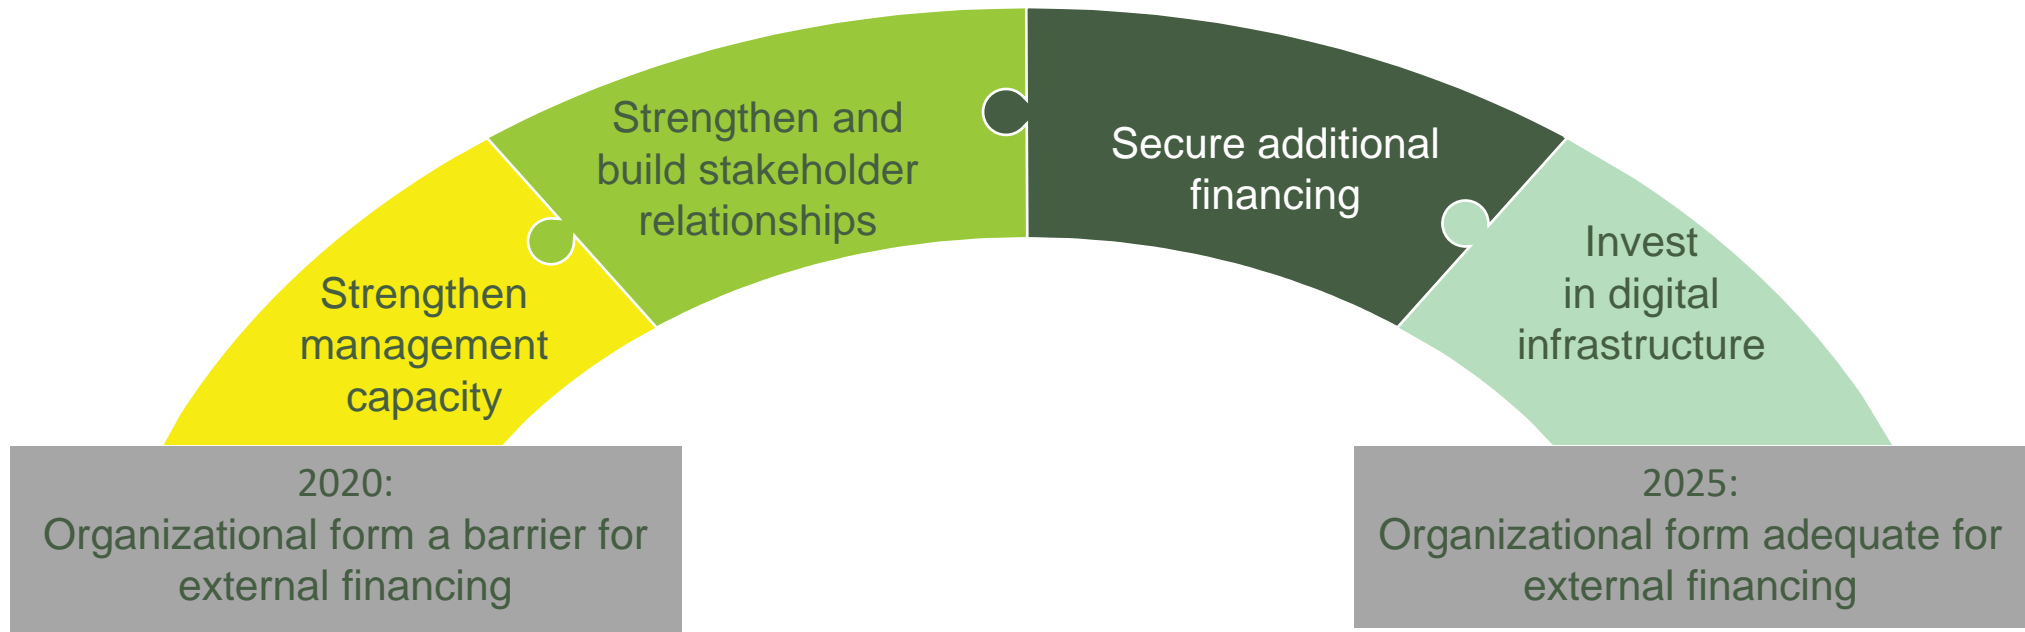 Strengthen
management
capacity
Strengthen and
build stakeholder
relationships
Secure additional
financing
Invest
in digital
infrastructure
2020:
Organizational form a barrier for
external financing
2025:
Organizational form adequate for
external financing